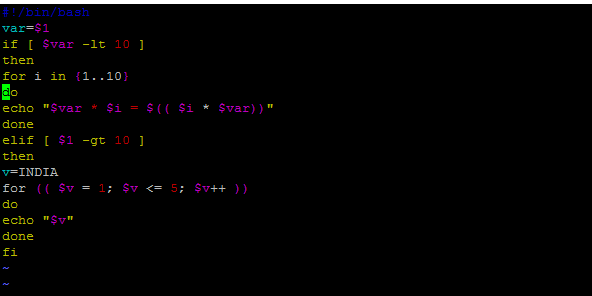 #!/bin/bash
var=$1
if [ $var -lt 10 ]
then
for i in {1..10}
do
echo "$var * $i = $(( $i * $var))"
done
elif [ $1 -gt 10 ]
then
v=INDIA
for (( $v = 1; $v <= 5; $v++ ))
do
echo "$v"
done
fi
~
~